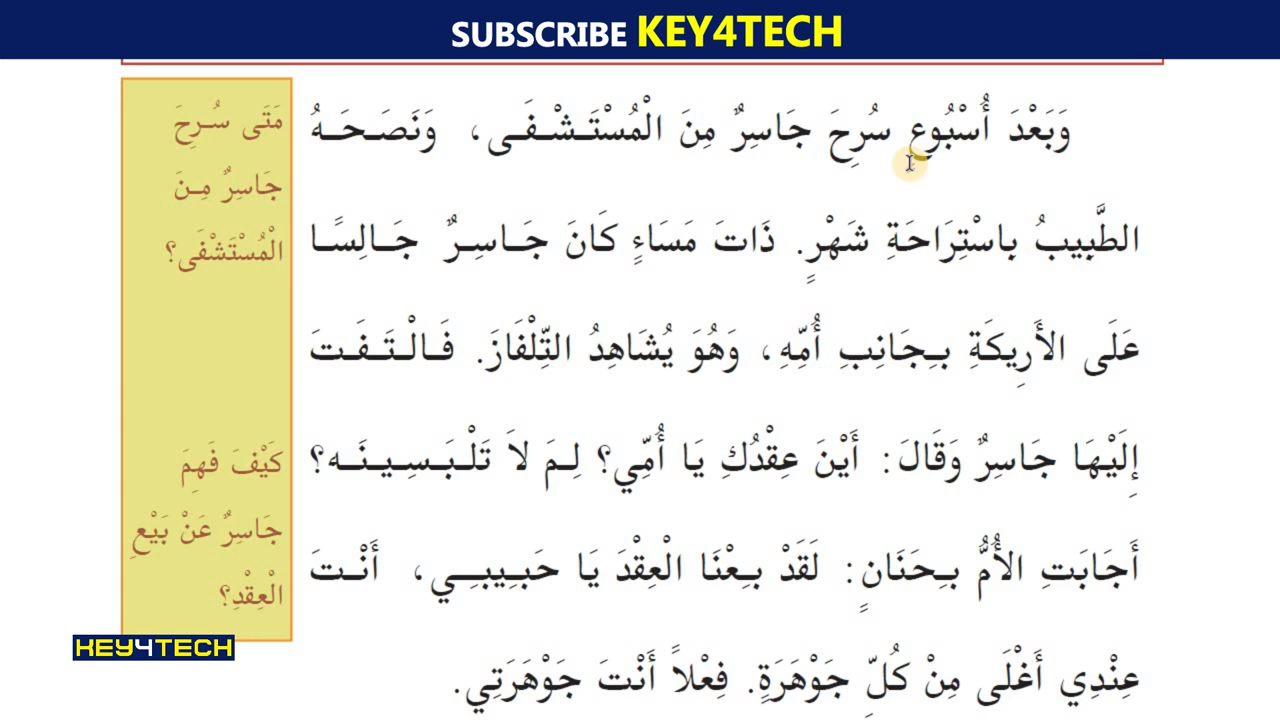 SUBSCRIBE KEY4TECH
وَبَعْدَ أُسْبُوعٍ سُرِحَ جَاسِرٌ مِنَ الْمُسْتَشْفَى، وَنَصَحَهُ
الطَّبِيبُ بِاسْتِرَاحَةِ شَهْرٍ. ذَاتَ مَسَاءٍ كَانَ جَاسِرٌ جَالِسًا
عَلَى الأَرِيكَةِ بِجَانِبِ أُمِّهِ، وَهُوَ يُشَاهِدُ التِّلْفَازَ. فَالْتَفَتَ
إِلَيْهَا جَاسِرٌ وَقَالَ: أَيْنَ عِقْدُكِ يَا أُمِّي؟ لِمَ لاَ تَلْبَسِينَه؟
أَجَابَتِ الأُمُّ بِحَنَانٍ: لَقَدْ بِعْنَا الْعِقْدَ يَا حَبِيبِي، أَنْتَ
عِنْدِي أَغْلَى مِنْ كُلِّ جَوْهَرَةٍ. فِعْلاً أَنْتَ جَوْهَرَتِي.
مَتَى سُرِحَ
جَاسِرٌ مِنَ
الْمُسْتَشْفَى؟
كَيْفَ فَهِمَ
جَاسِرٌ عَنْ بَيْعِ
الْعِقْدِ؟
KEY4TECH